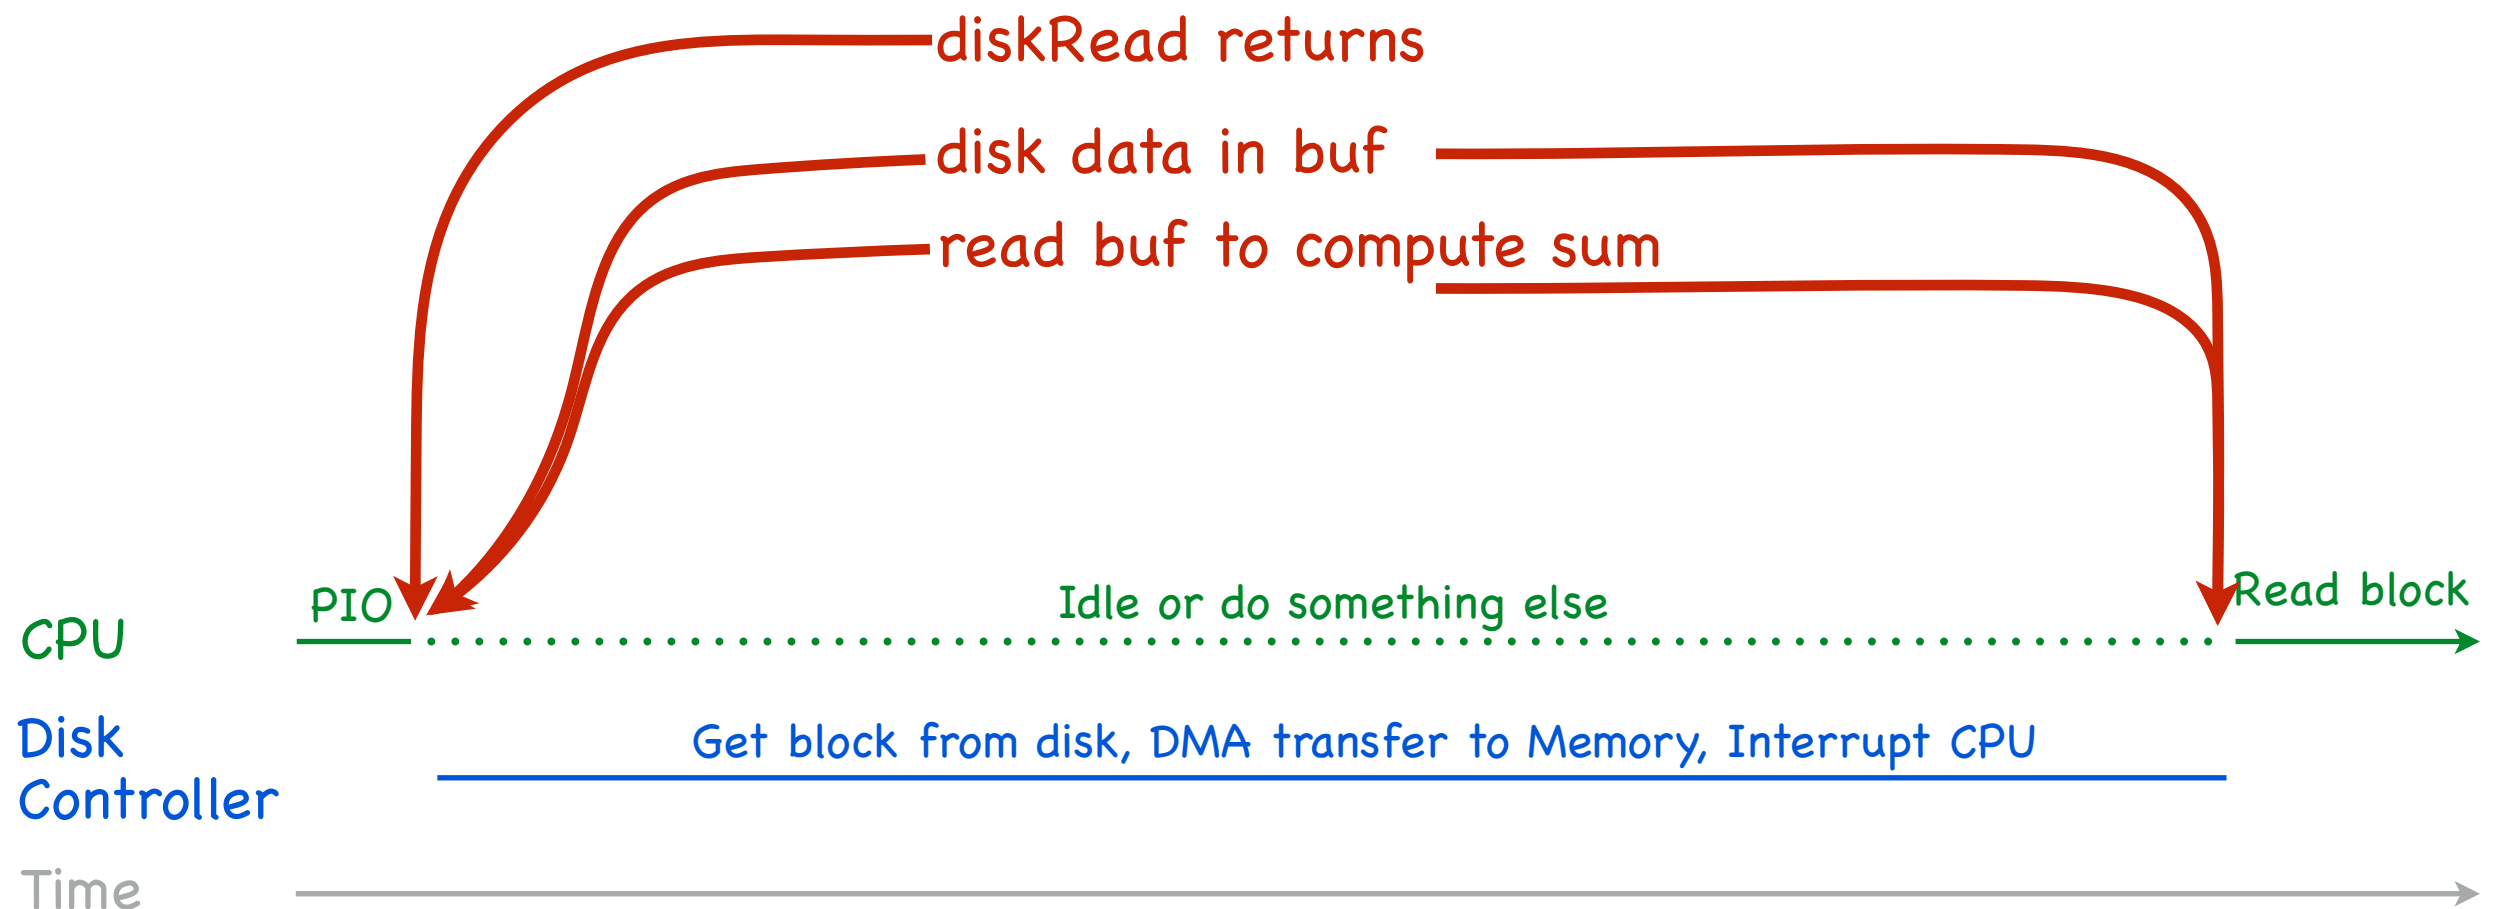 diskRead returns
disk data in buf
read buf to compute sum
PIO
Idle or do something else
Read block
CPU
Disk
Controller
Get block from disk, DMA transfer to Memory, Interrupt CPU
Time